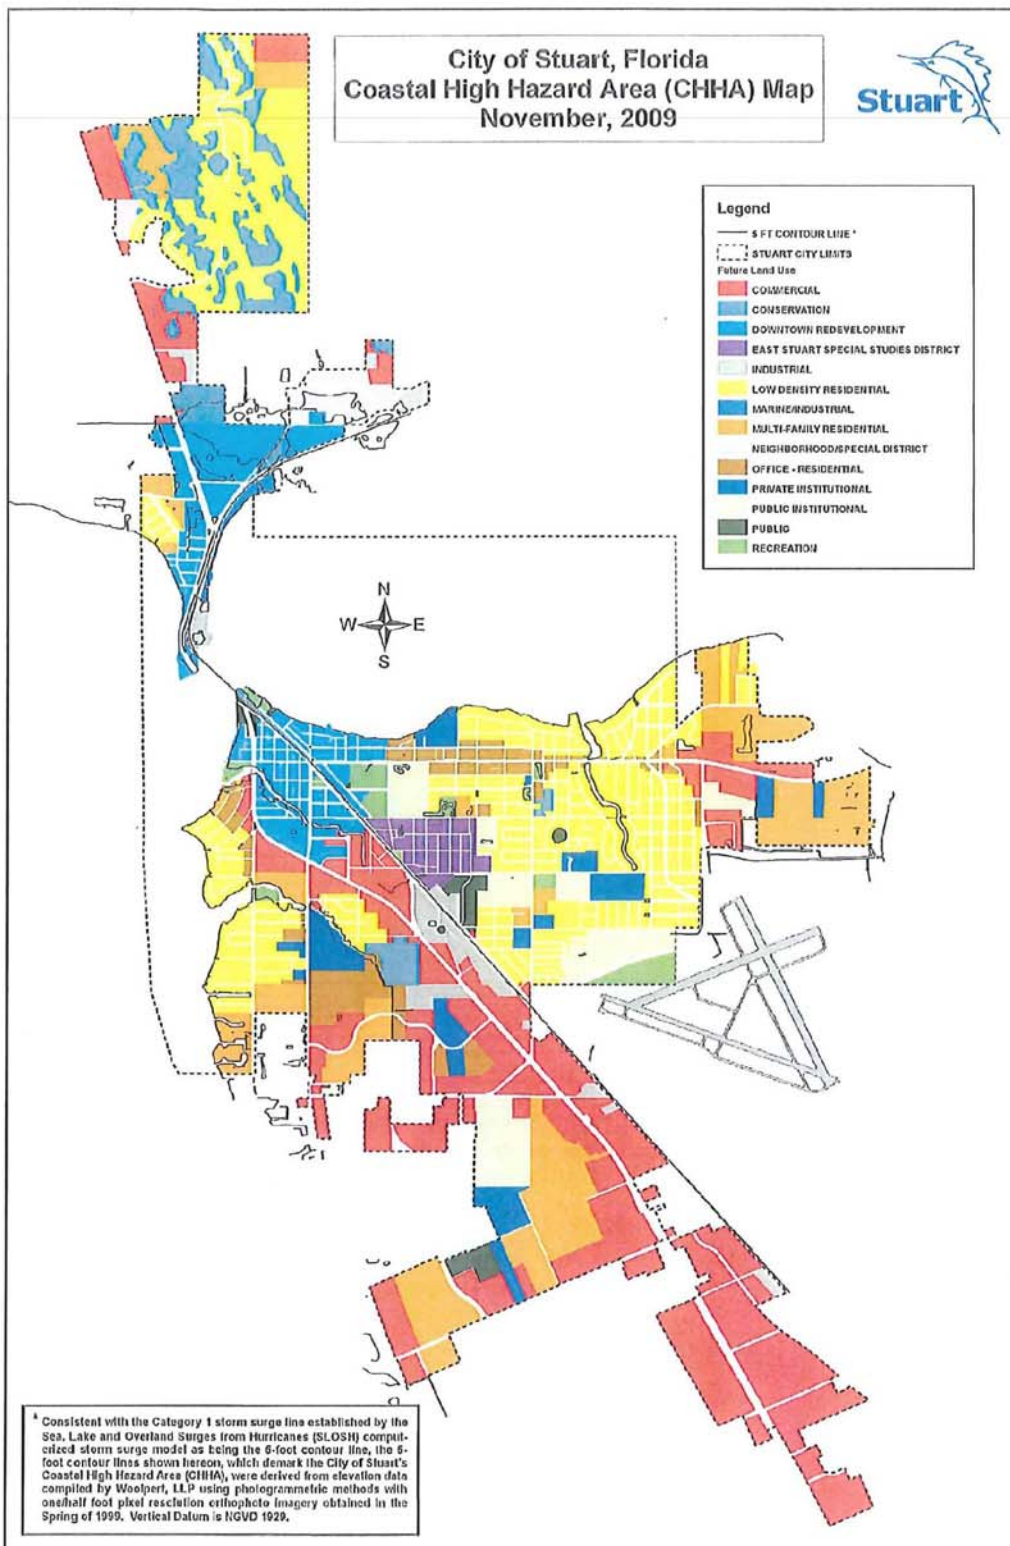 City of Stuart, Florida
Coastal High Hazard Area (CHHA) Map
November, 2009
Stuart
Legend
5 FT CONTOUR LINE *
STUART CITY LIMITS
Future Land Use
COMMERCIAL
CONSERVATION
DOWNTOWN REDEVELOPMENT
EAST STUART SPECIAL STUDIES DISTRICT
INDUSTRIAL
LOW DENSITY RESIDENTIAL
MARINE/INDUSTRIAL
MULTI-FAMILY RESIDENTIAL
NEIGHBORHOOD/SPECIAL DISTRICT
OFFICE - RESIDENTIAL
PRIVATE INSTITUTIONAL
PUBLIC INSTITUTIONAL
PUBLIC
RECREATION
N
W E
S
* Consistent with the Category 1 storm surge line established by the
Sea, Lake and Overland Surges from Hurricanes (SLOSH) comput-
erized storm surge model as being the 5-foot contour line, the 5-
foot contour lines shown hereon, which demark the City of Stuart's
Coastal High Hazard Area (CHHA), were derived from elevation data
compiled by Woolpert, LLP using photogrammetric methods with
one/half foot pixel resolution orthophoto imagery obtained in the
Spring of 1999. Vertical Datum is NGVD 1929.